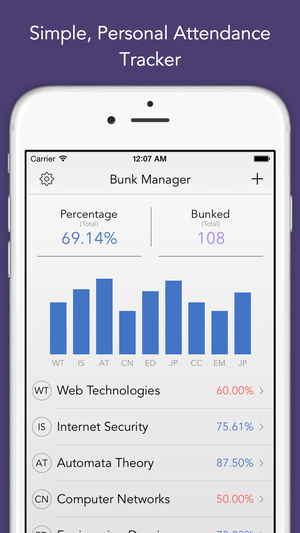 Simple, Personal Attendance
Tracker
Carrier 12:07 AM
Bunk Manager +
Percentage Bunked
(Total) (Total)
69.14% 108
WT IS AT CN ED JP CC EM JP
WT Web Technologies 60.00% >
IS Internet Security 75.61% >
AT Automata Theory 87.50% >
CN Computer Networks 50.00% >